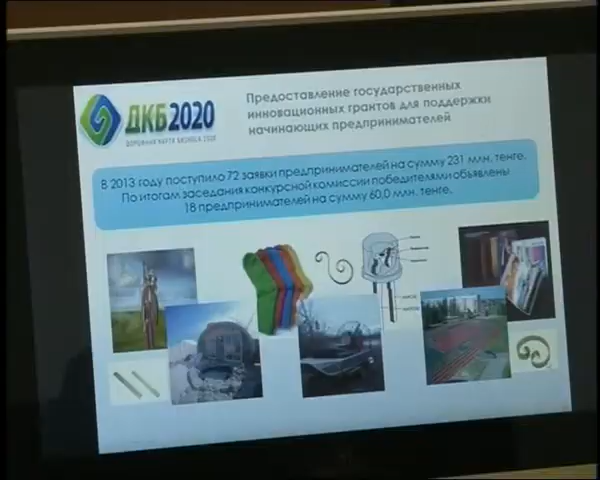 ДКБ2020
ДОРОЖНАЯ КАРТА БИЗНЕСА 2020
Предоставление государственных
инновационных грантов для поддержки
начинающих предпринимателей
В 2013 году поступило 72 заявки предпринимателей на сумму 231 млн. тенге.
По итогам заседания конкурсной комиссии победителями объявлены
18 предпринимателей на сумму 60,0 млн. тенге.